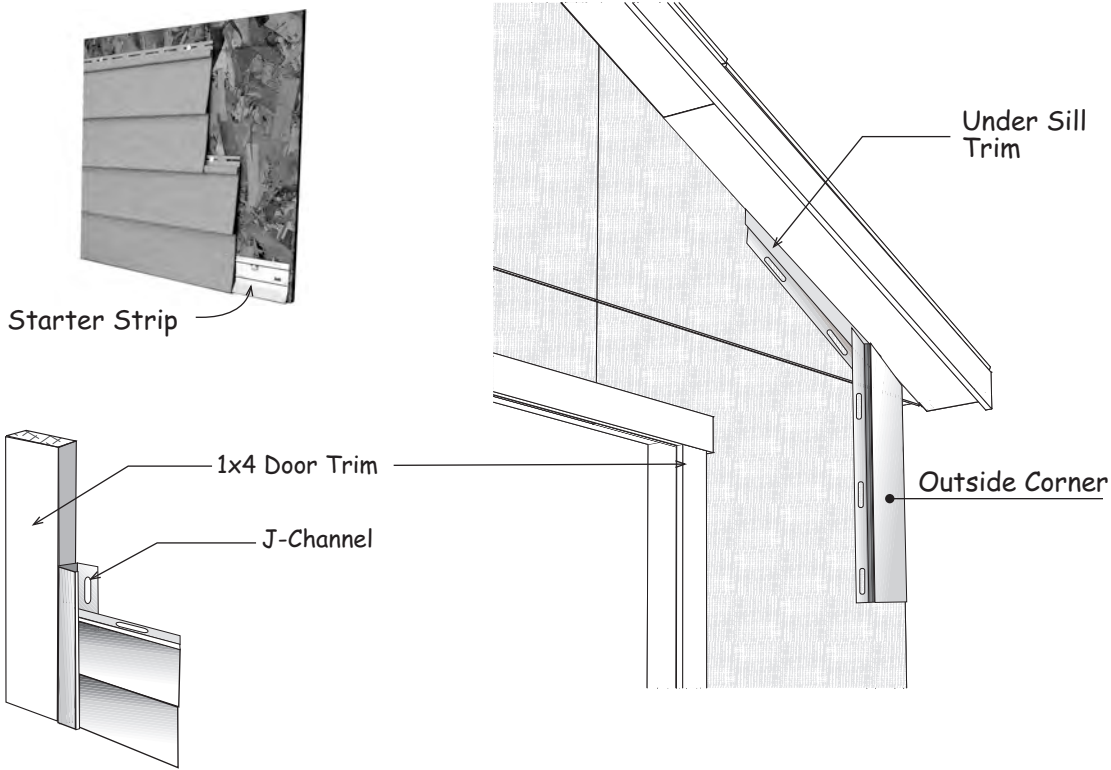 Under Sill
Trim
Starter Strip
1x4 Door Trim
Outside Corner
J-Channel